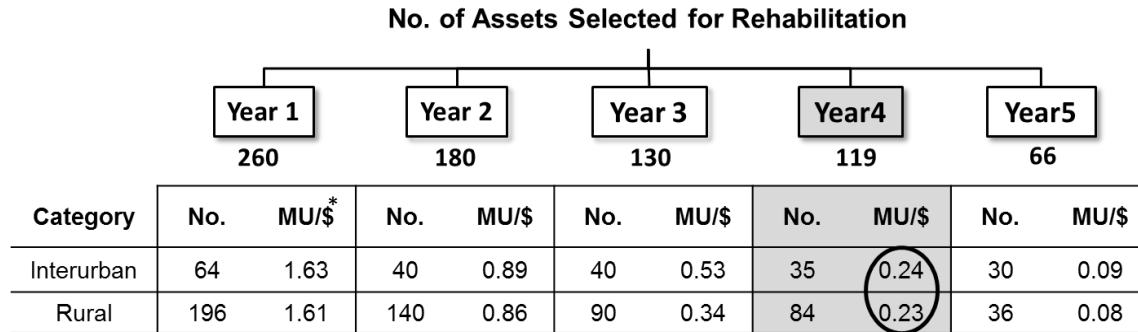 No. of Assets Selected for Rehabilitation
Year 1 Year 2 Year 3 Year4 Year5
260 180 130 119 66
Category No. MU/$* No. MU/$ No. MU/$ No. MU/$ No. MU/$
Interurban 64 1.63 40 0.89 40 0.53 35 0.24 30 0.09
Rural 196 1.61 140 0.86 90 0.34 84 0.23 36 0.08